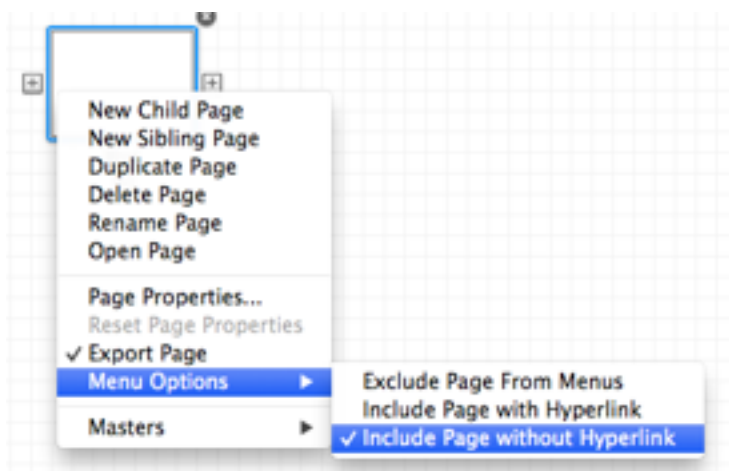 New Child Page
New Sibling Page
Duplicate Page
Delete Page
Rename Page
Open Page
Page Properties...
Reset Page Properties
✓ Export Page
Menu Options ▶
Exclude Page From Menus
Include Page with Hyperlink
✓ Include Page without Hyperlink
Masters ▶